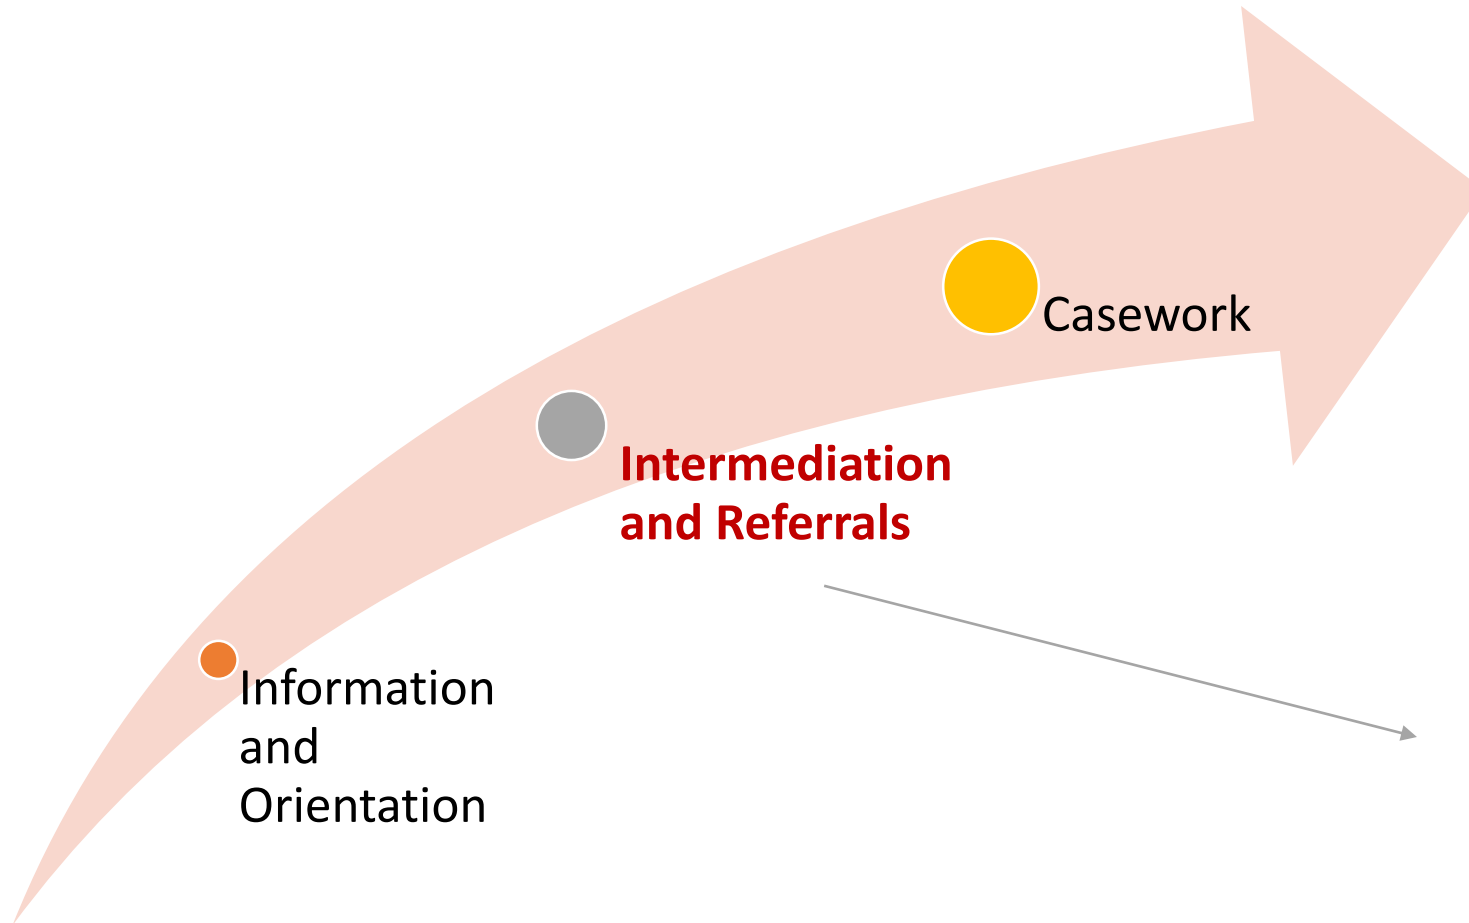 Casework
Intermediation
and Referrals
Information
and
Orientation